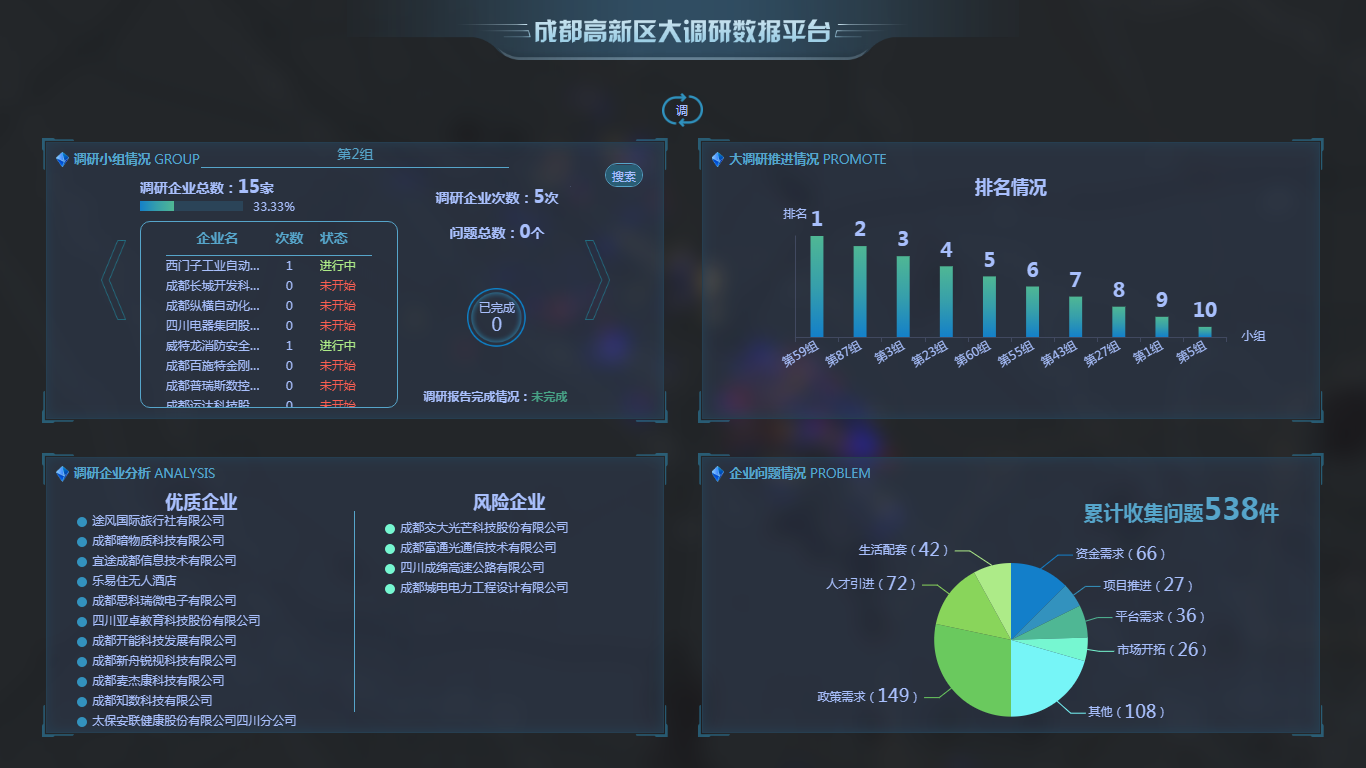 成都高新区大调研数据平台
调
调研小组情况 GROUP
第2组
搜索
调研企业总数：15家
33.33%
企业名 次数 状态
西门子工业自动... 1 进行中
成都长城开发科... 0 未开始
成都纵横自动化... 0 未开始
四川电器集团股... 0 未开始
威特龙消防安全... 1 进行中
成都百施特金刚... 0 未开始
成都普瑞斯数控... 0 未开始
成都运达科技股... 0 未开始
调研企业次数：5次
问题总数：0个
已完成
0
调研报告完成情况：未完成
大调研推进情况 PROMOTE
排名情况
排名
1 2 3 4 5 6 7 8 9 10
小组
第59组 第87组 第3组 第23组 第60组 第55组 第43组 第27组 第1组 第5组
调研企业分析 ANALYSIS
优质企业
途风国际旅行社有限公司
成都暗物质科技有限公司
宜途成都信息技术有限公司
乐易住无人酒店
成都思科瑞微电子有限公司
四川亚卓教育科技股份有限公司
成都开能科技发展有限公司
成都新舟锐视科技有限公司
成都麦杰康科技有限公司
成都知数科技有限公司
太保安联健康股份有限公司四川分公司
风险企业
成都交大光芒科技股份有限公司
成都富通光通信技术有限公司
四川成绵高速公路有限公司
成都城电电力工程设计有限公司
企业问题情况 PROBLEM
累计收集问题538件
生活配套（42）
资金需求（66）
人才引进（72）
项目推进（27）
平台需求（36）
市场开拓（26）
政策需求（149）
其他（108）